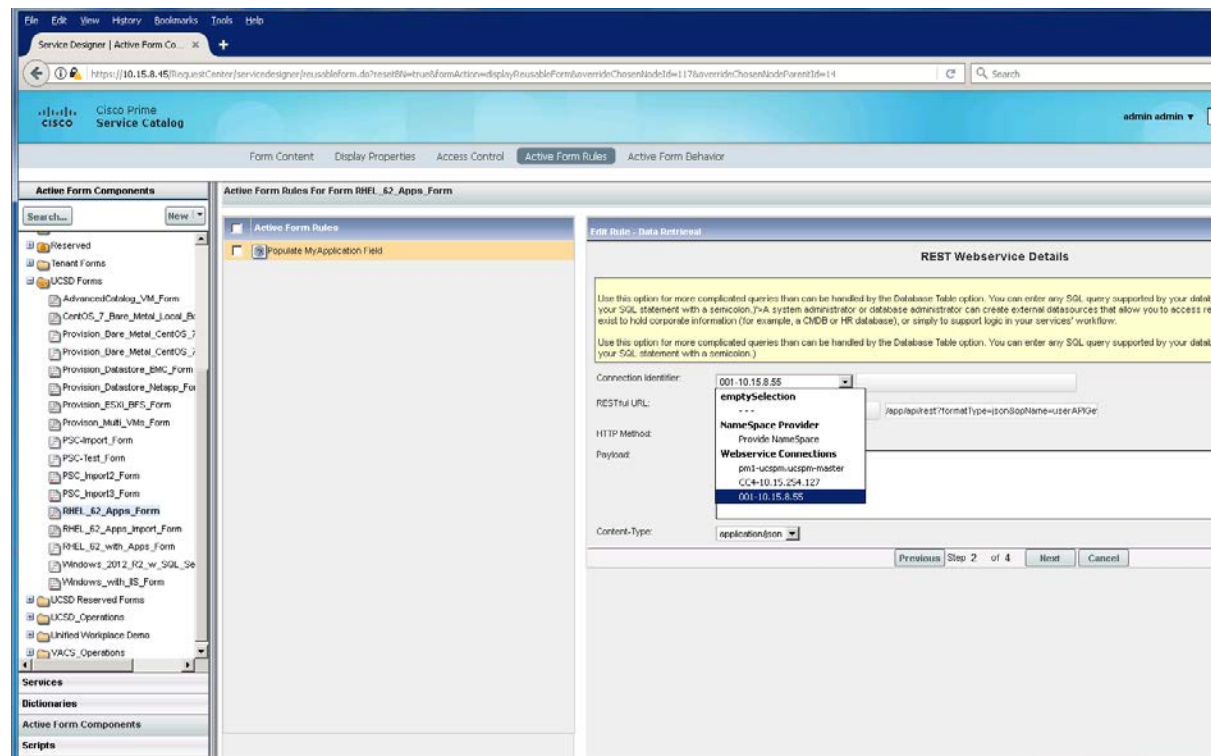 File Edit View History Bookmarks Tools Help
Service Designer | Active Form Co... × +
https://10.15.8.45/RequestCenter/servicedesigner/reusableform.do?resetBN=true&formAction=displayReusableForm&overrideChosenNodeId=117&overrideChosenNodeParentId=14
Search
cisco
Cisco Prime
Service Catalog
admin admin
Form Content Display Properties Access Control Active Form Rules Active Form Behavior
Active Form Components
Search... New
Reserved
Tenant Forms
UCSD Forms
AdvancedCatalog_VM_Form
CentOS_7_Bare_Metal_Local_Bo
Provision_Bare_Metal_CentOS_7
Provision_Bare_Metal_CentOS_7
Provision_Datastore_EMC_Form
Provision_Datastore_Netapp_For
Provision_ESXi_BFS_Form
Provison_Multi_VMs_Form
PSC-Import_Form
PSC-Test_Form
PSC_Import2_Form
PSC_Import3_Form
RHEL_62_Apps_Form
RHEL_62_Apps_Import_Form
RHEL_62_with_Apps_Form
Windows_2012_R2_w_SQL_Se
Windows_with_IIS_Form
UCSD Reserved Forms
UCSD_Operations
Unified Workplace Demo
VACS_Operations
Services
Dictionaries
Active Form Components
Scripts
Active Form Rules For Form RHEL_62_Apps_Form
Active Form Rules
Populate MyApplication Field
Edit Rule - Data Retrieval
REST Webservice Details
Use this option for more complicated queries than can be handled by the Database Table option. You can enter any SQL query supported by your datab
your SQL statement with a semicolon.)">A system administrator or database administrator can create external datasources that allow you to access re
exist to hold corporate information (for example, a CMDB or HR database), or simply to support logic in your services' workflow.
Use this option for more complicated queries than can be handled by the Database Table option. You can enter any SQL query supported by your datab
your SQL statement with a semicolon.)
Connection Identifier: 001-10.15.8.55
emptySelection
- - -
NameSpace Provider
Provide NameSpace
Webservice Connections
pm1-ucspm.ucspm-master
CC4-10.15.254.127
001-10.15.8.55
RESTful URL: /app/api/rest?formatType=json&opName=userAPIGe
HTTP Method:
Payload:
Content-Type: application/json
Previous Step 2 of 4 Next Cancel